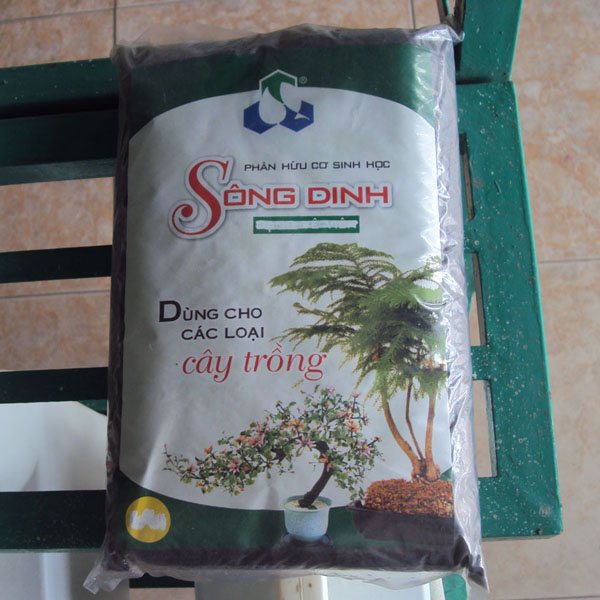 ®
PHÂN HỮU CƠ SINH HỌC
SÔNG DINH
DÙNG CHO
CÁC LOẠI
cây trồng